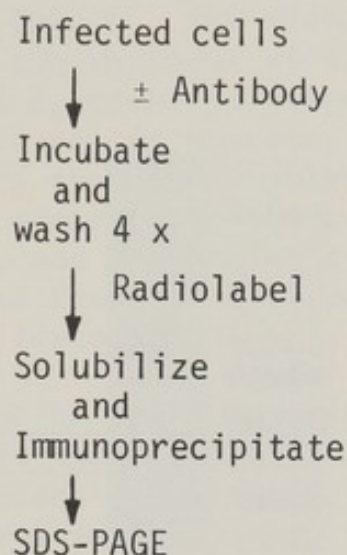 Infected cells
± Antibody
Incubate
and
wash 4 x
Radiolabel
Solubilize
and
Immunoprecipitate
SDS-PAGE